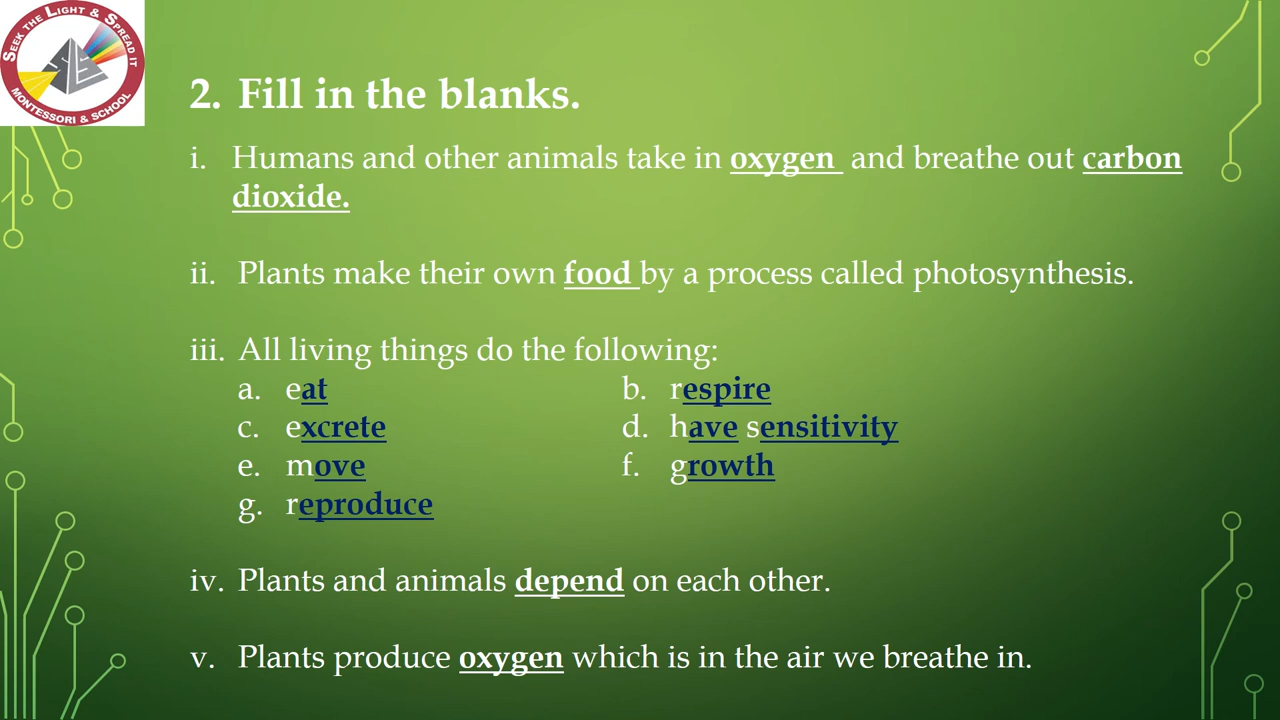 SEEK THE LIGHT & SPREAD IT
MONTESSORI & SCHOOL
2. Fill in the blanks.
i. Humans and other animals take in oxygen and breathe out carbon
dioxide.
ii. Plants make their own food by a process called photosynthesis.
iii. All living things do the following:
a. eat b. respire
c. excrete d. have sensitivity
e. move f. growth
g. reproduce
iv. Plants and animals depend on each other.
v. Plants produce oxygen which is in the air we breathe in.